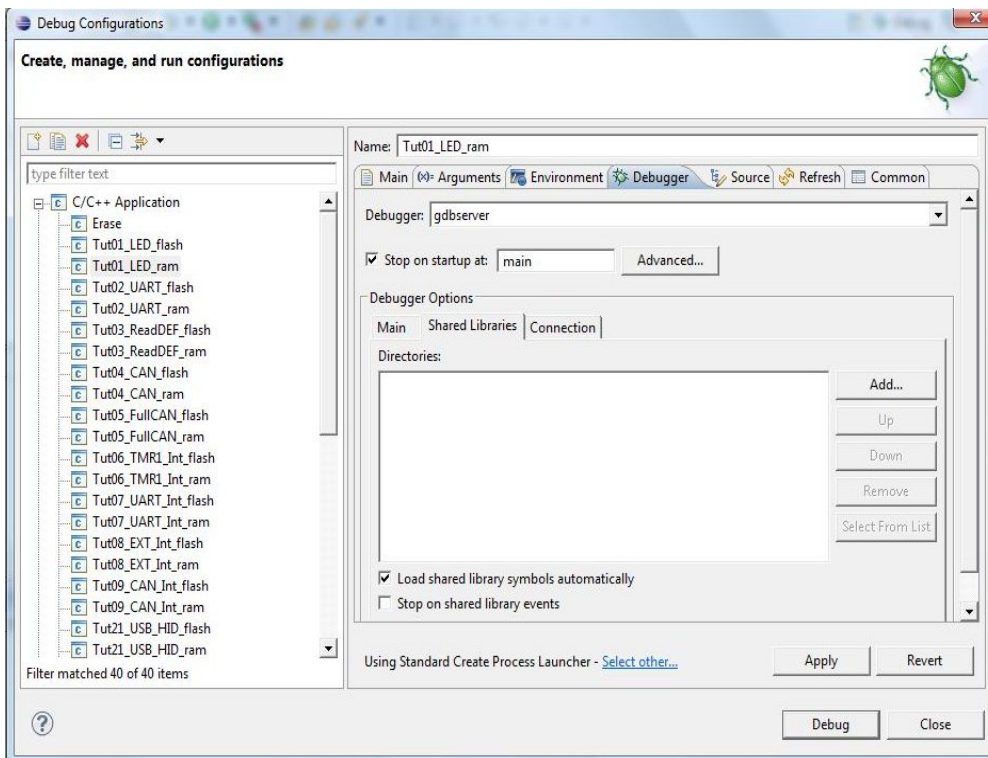 Debug Configurations
Create, manage, and run configurations
type filter text
C/C++ Application
Erase
Tut01_LED_flash
Tut01_LED_ram
Tut02_UART_flash
Tut02_UART_ram
Tut03_ReadDEF_flash
Tut03_ReadDEF_ram
Tut04_CAN_flash
Tut04_CAN_ram
Tut05_FullCAN_flash
Tut05_FullCAN_ram
Tut06_TMR1_Int_flash
Tut06_TMR1_Int_ram
Tut07_UART_Int_flash
Tut07_UART_Int_ram
Tut08_EXT_Int_flash
Tut08_EXT_Int_ram
Tut09_CAN_Int_flash
Tut09_CAN_Int_ram
Tut21_USB_HID_flash
Tut21_USB_HID_ram
Filter matched 40 of 40 items
Name: Tut01_LED_ram
Main (x)= Arguments Environment Debugger Source Refresh Common
Debugger: gdbserver
Stop on startup at: main Advanced...
Debugger Options
Main Shared Libraries Connection
Directories:
Add...
Up
Down
Remove
Select From List
Load shared library symbols automatically
Stop on shared library events
Using Standard Create Process Launcher - Select other... Apply Revert
? Debug Close